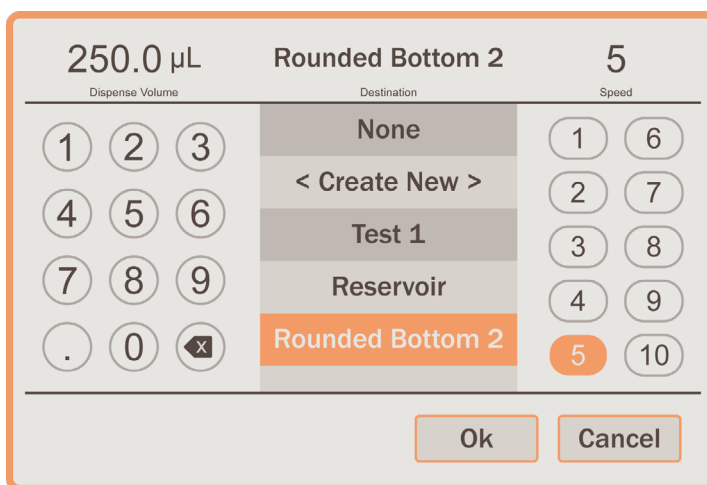 250.0 µL Rounded Bottom 2 5
Dispense Volume Destination Speed
None
< Create New >
Test 1
Reservoir
Rounded Bottom 2
1 2 3
4 5 6
7 8 9
. 0 X
1 6
2 7
3 8
4 9
5 10
Ok Cancel